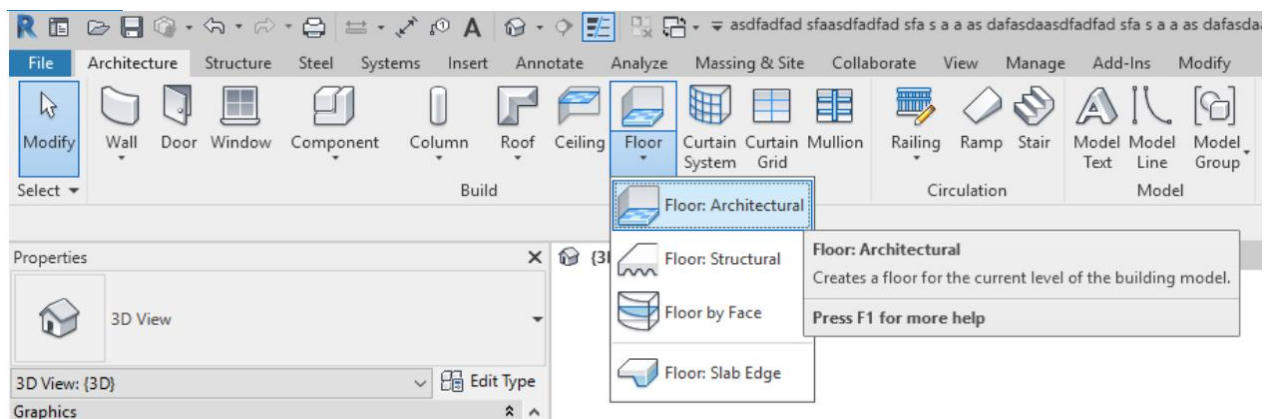 R A asdfadfad sfaasdfadfad sfa s a a as dafasdaasdfadfad sfa s a a as dafasda
File Architecture Structure Steel Systems Insert Annotate Analyze Massing & Site Collaborate View Manage Add-Ins Modify
Modify Wall Door Window Component Column Roof Ceiling Floor Curtain System Curtain Grid Mullion Railing Ramp Stair Model Text Model Line Model Group
Select Build Circulation Model
Floor: Architectural
Floor: Structural
Floor by Face
Floor: Slab Edge
Floor: Architectural
Creates a floor for the current level of the building model.
Press F1 for more help
Properties
{3
3D View
3D View: {3D}
Edit Type
Graphics